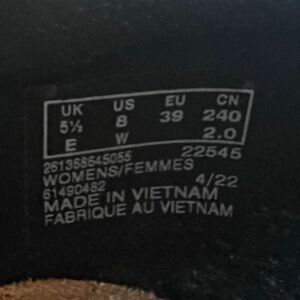 UK US EU CN
5½ 8 39 240
E W 2.0
261358645055 22545
WOMENS/FEMMES
61490482 4/22
MADE IN VIETNAM
FABRIQUE AU VIETNAM